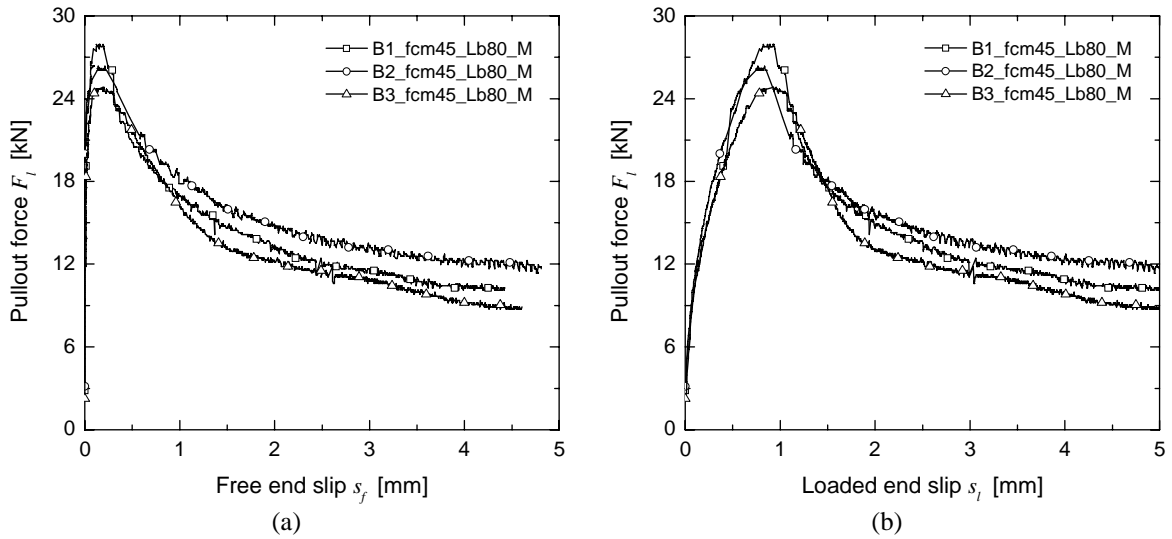 30
27
24
18
12
6
0
Pullout force F_l [kN]
B1_fcm45_Lb80_M
B2_fcm45_Lb80_M
B3_fcm45_Lb80_M
0 1 2 3 4 5
Free end slip s_f [mm]
(a)
30
27
24
18
12
6
0
Pullout force F_l [kN]
B1_fcm45_Lb80_M
B2_fcm45_Lb80_M
B3_fcm45_Lb80_M
0 1 2 3 4 5
Loaded end slip s_l [mm]
(b)